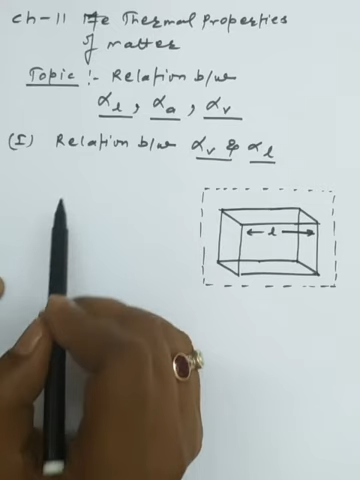 Ch-11 The Thermal Properties
of matter
Topic :- Relation b/w
αl, αa, αv
(I) Relation b/w αv & αl
l